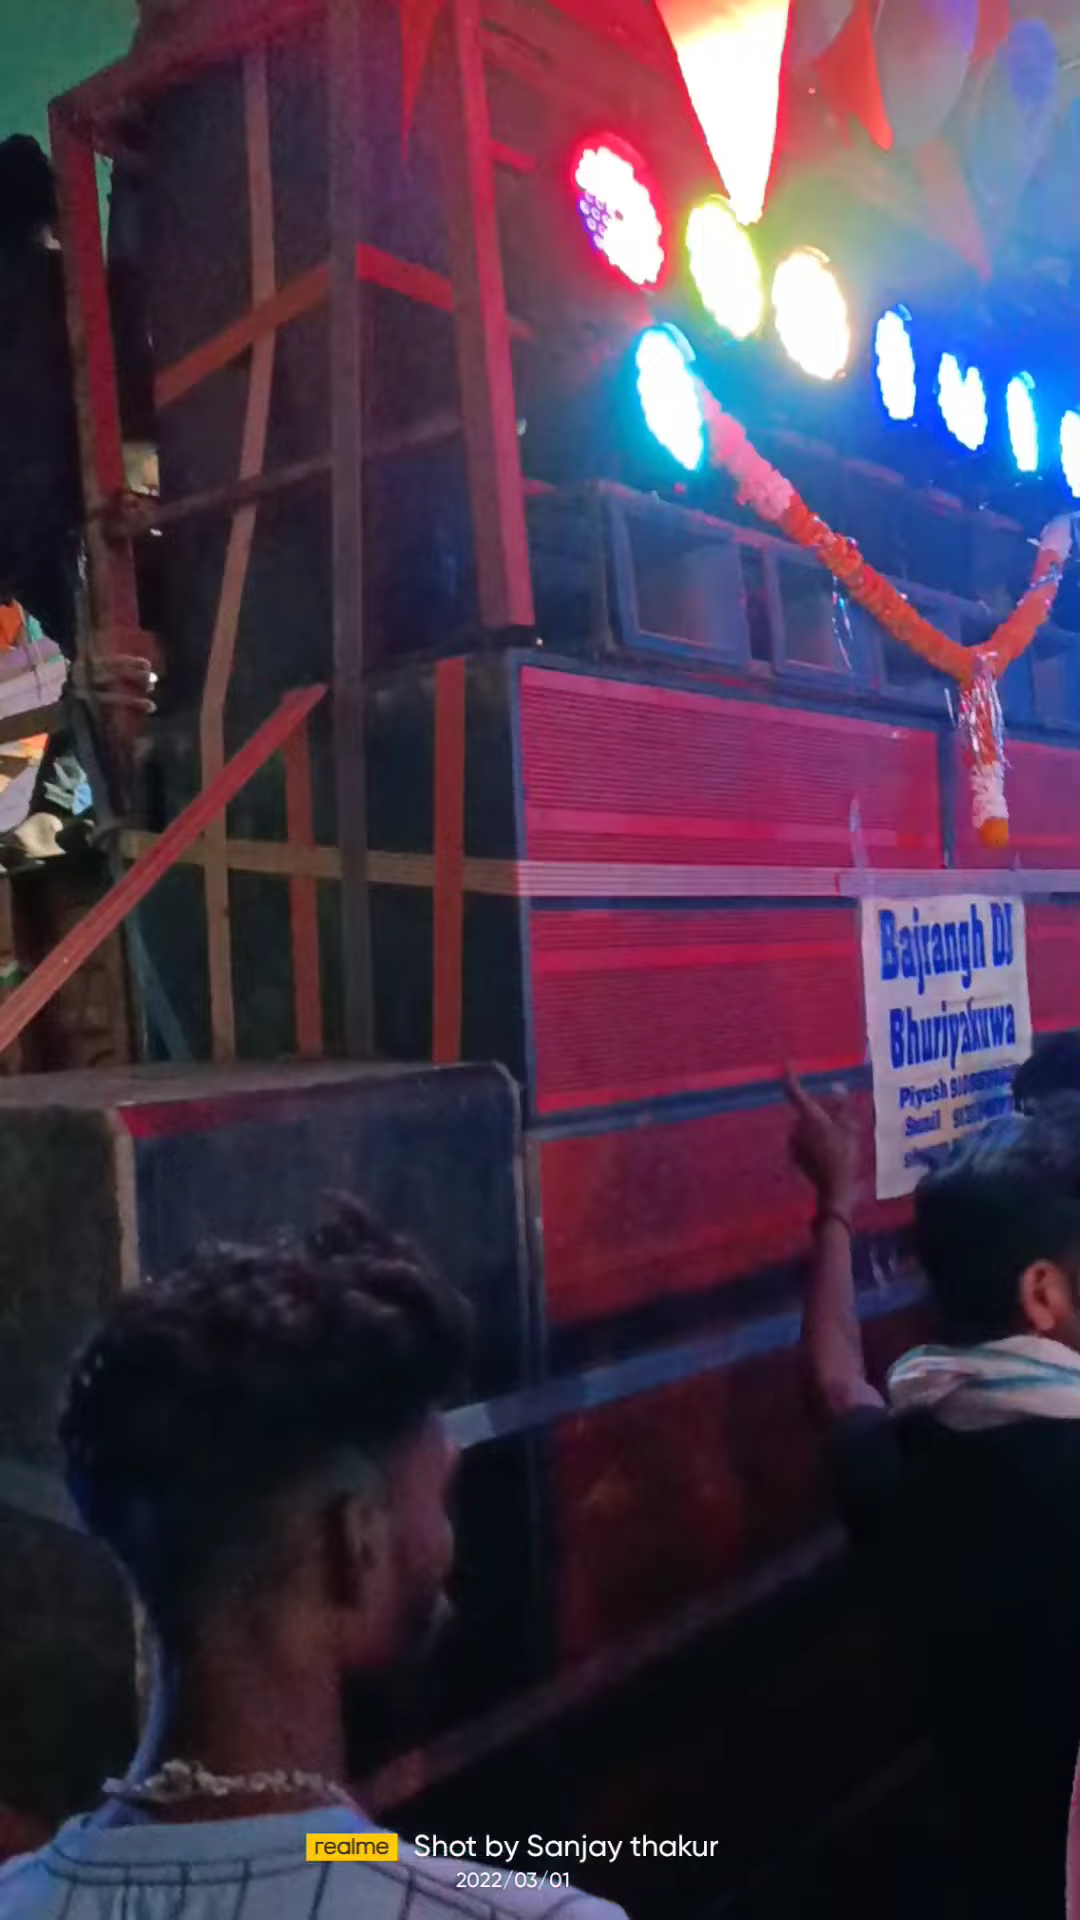 Bajrangh DJ
Bhuriyakuwa
Piyush
Sunil
realme Shot by Sanjay thakur
2022/03/01